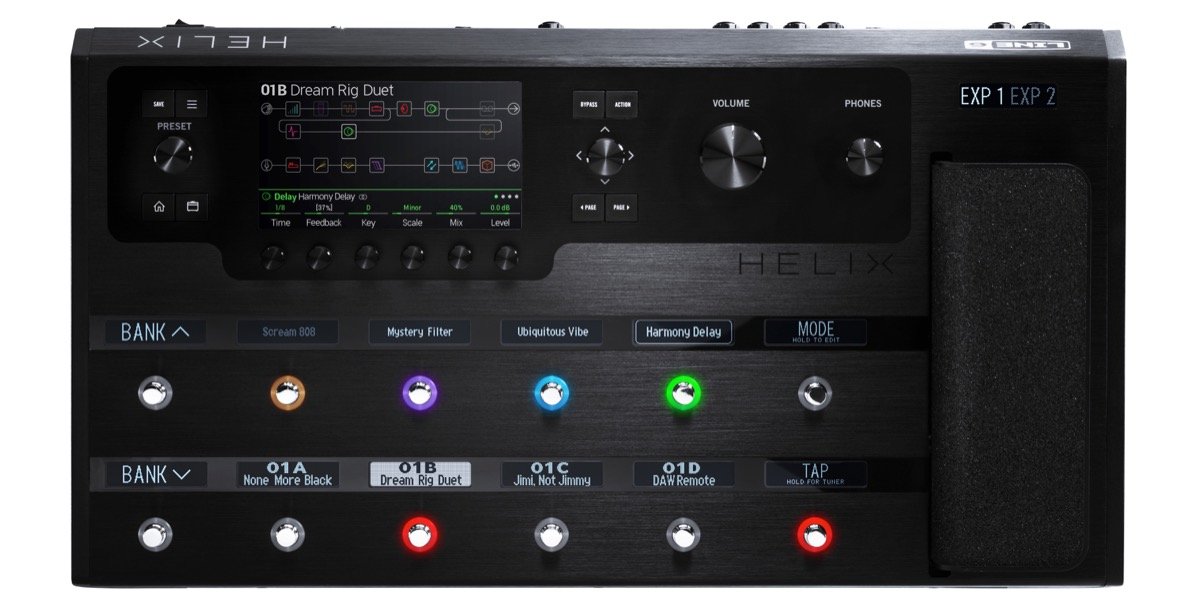 HELIX
LINE 6
SAVE
PRESET
01B Dream Rig Duet
Delay Harmony Delay
1/8 [37%] D Minor 40% 0.0 dB
Time Feedback Key Scale Mix Level
BYPASS ACTION
◄ PAGE PAGE ►
VOLUME
PHONES
EXP 1 EXP 2
HELIX
BANK
Scream 808
Mystery Filter
Ubiquitous Vibe
Harmony Delay
MODE
HOLD TO EDIT
BANK
01A
None More Black
01B
Dream Rig Duet
01C
Jimi, Not Jimmy
01D
DAW Remote
TAP
HOLD FOR TUNER